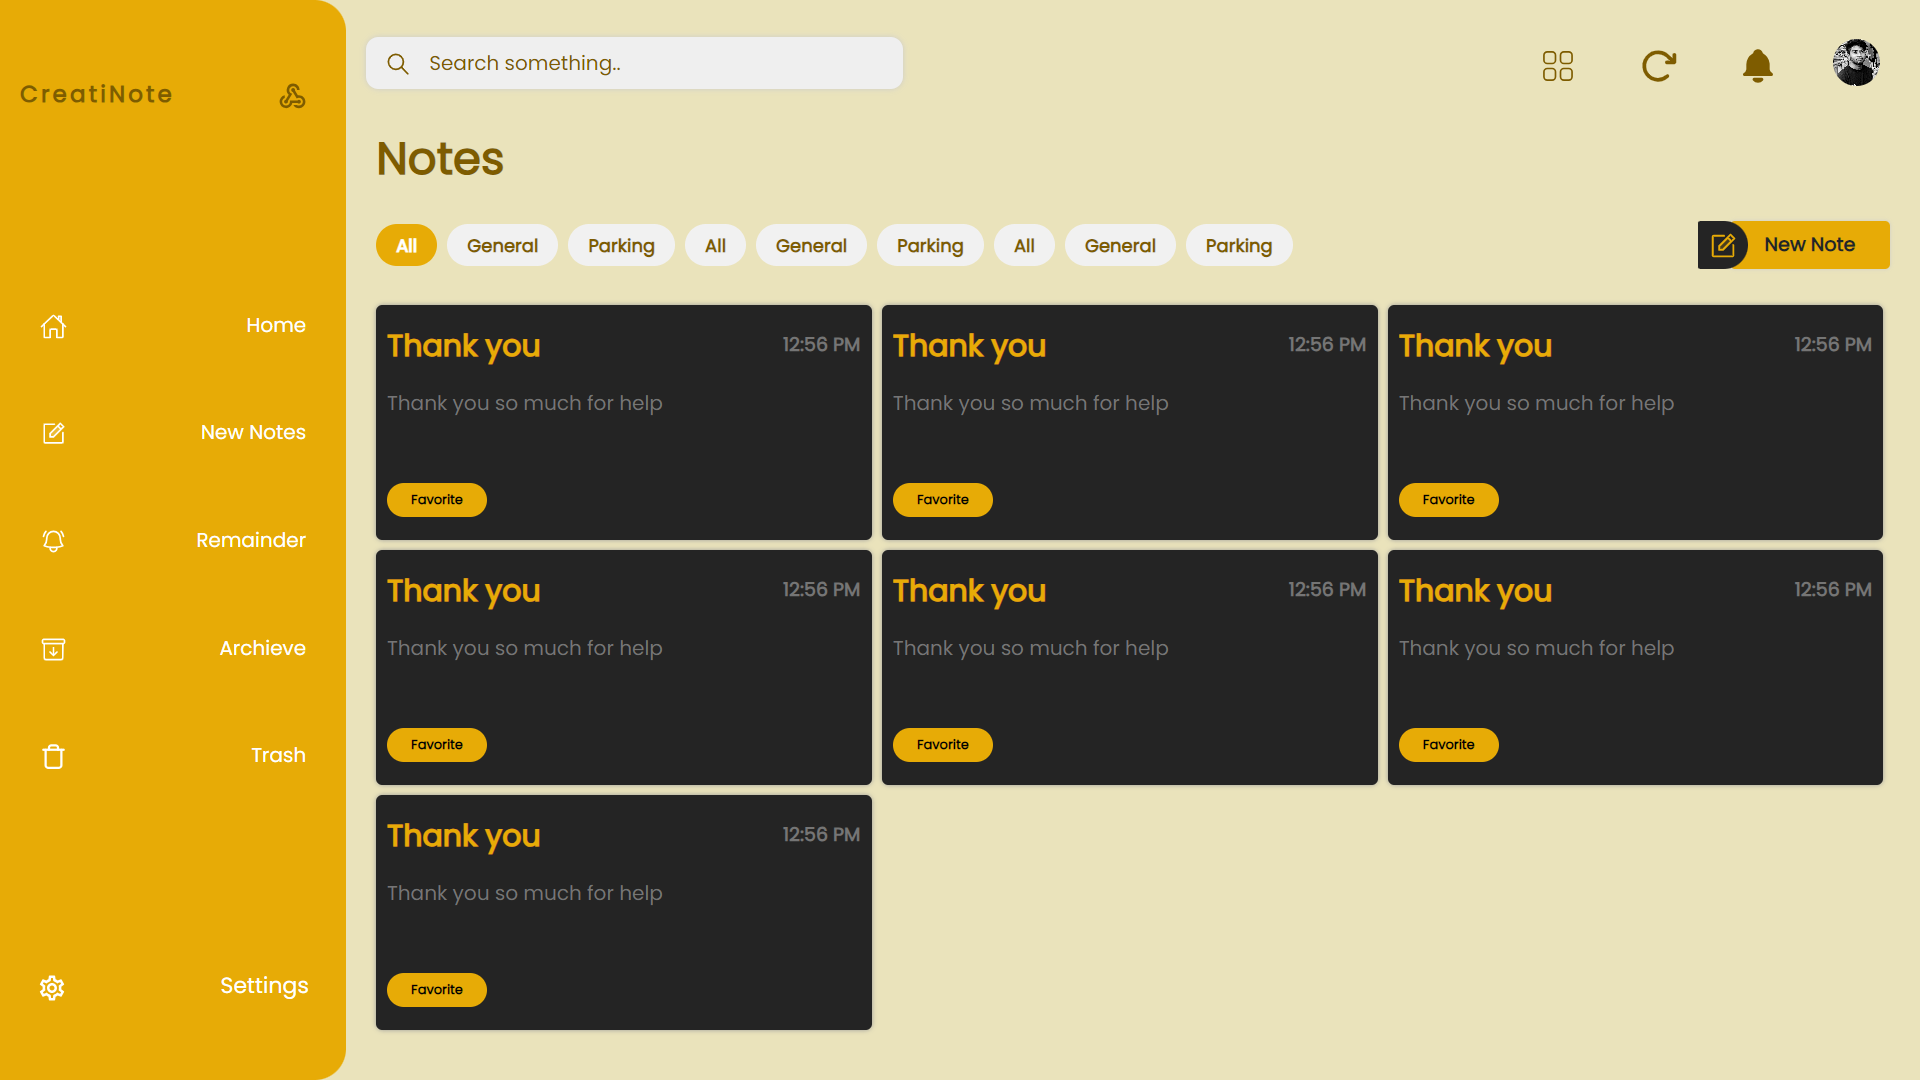 CreatiNote
Home
New Notes
Remainder
Archieve
Trash
Settings
Search something..
Notes
All General Parking All General Parking All General Parking
New Note
Thank you 12:56 PM
Thank you so much for help
Favorite
Thank you 12:56 PM
Thank you so much for help
Favorite
Thank you 12:56 PM
Thank you so much for help
Favorite
Thank you 12:56 PM
Thank you so much for help
Favorite
Thank you 12:56 PM
Thank you so much for help
Favorite
Thank you 12:56 PM
Thank you so much for help
Favorite
Thank you 12:56 PM
Thank you so much for help
Favorite